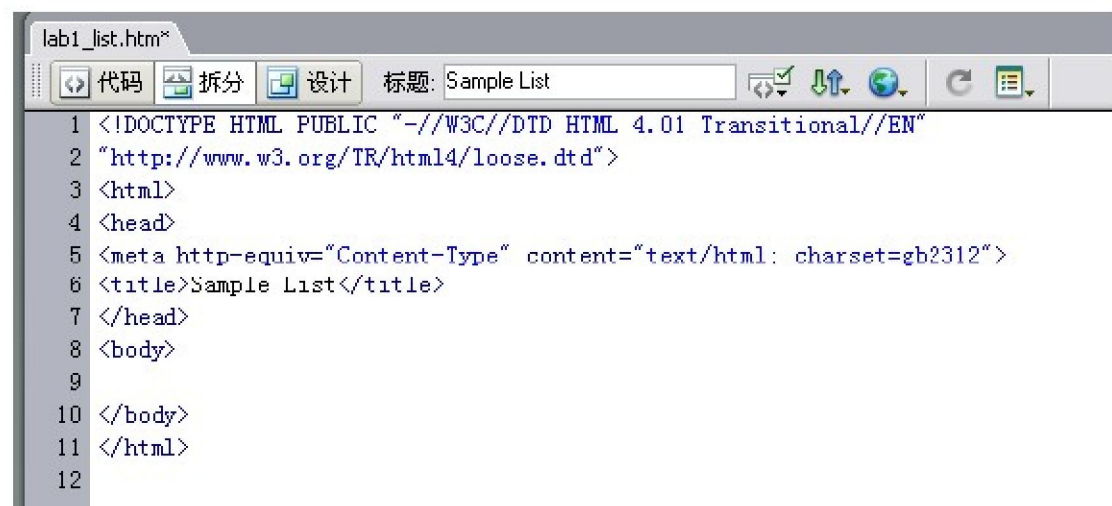 lab1_list.htm*
代码 拆分 设计 标题: Sample List
1 <!DOCTYPE HTML PUBLIC "-//W3C//DTD HTML 4.01 Transitional//EN"
2 "http://www.w3.org/TR/html4/loose.dtd">
3 <html>
4 <head>
5 <meta http-equiv="Content-Type" content="text/html; charset=gb2312">
6 <title>Sample List</title>
7 </head>
8 <body>
9
10 </body>
11 </html>
12